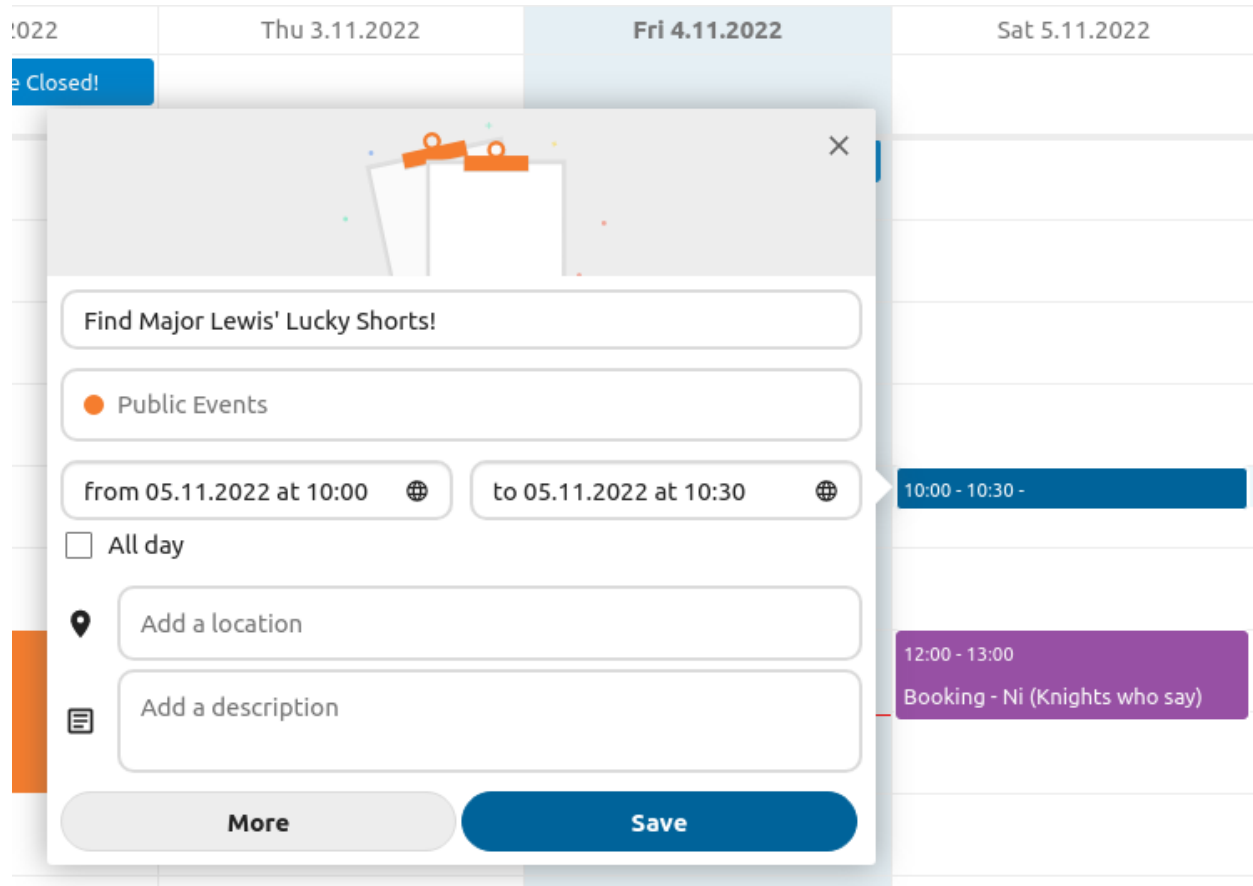 :022
Thu 3.11.2022
Fri 4.11.2022
Sat 5.11.2022
e Closed!
Find Major Lewis' Lucky Shorts!
Public Events
from 05.11.2022 at 10:00
to 05.11.2022 at 10:30
10:00 - 10:30 -
All day
Add a location
12:00 - 13:00
Booking - Ni (Knights who say)
Add a description
More
Save